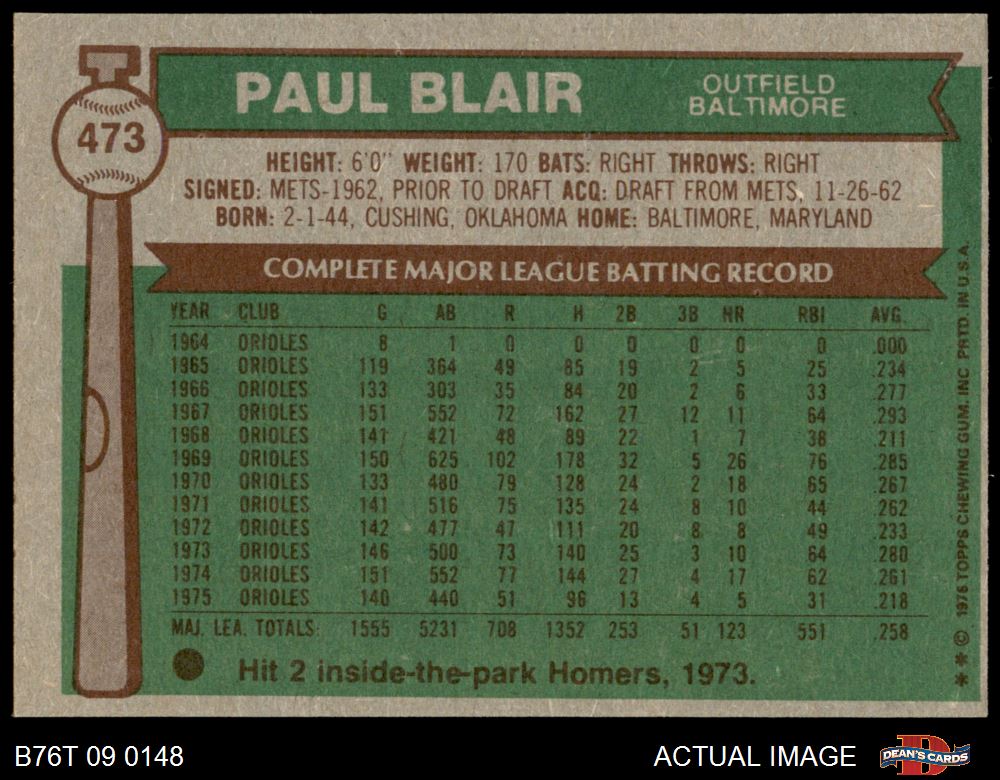 PAUL BLAIR
OUTFIELD
BALTIMORE
473
HEIGHT: 6'0" WEIGHT: 170 BATS: RIGHT THROWS: RIGHT
SIGNED: METS-1962, PRIOR TO DRAFT ACQ: DRAFT FROM METS, 11-26-62
BORN: 2-1-44, CUSHING, OKLAHOMA HOME: BALTIMORE, MARYLAND
COMPLETE MAJOR LEAGUE BATTING RECORD
YEAR CLUB G AB R H 2B 3B HR RBI AVG.
1964 ORIOLES 8 1 0 0 0 0 0 0 .000
1965 ORIOLES 119 364 49 85 19 2 5 25 .234
1966 ORIOLES 133 303 35 84 20 2 6 33 .277
1967 ORIOLES 151 552 72 162 27 12 11 64 .293
1968 ORIOLES 141 421 48 89 22 1 7 38 .211
1969 ORIOLES 150 625 102 178 32 5 26 76 .285
1970 ORIOLES 133 480 79 128 24 2 18 65 .267
1971 ORIOLES 141 516 75 135 24 8 10 44 .262
1972 ORIOLES 142 477 47 111 20 8 8 49 .233
1973 ORIOLES 146 500 73 140 25 3 10 64 .280
1974 ORIOLES 151 552 77 144 27 4 17 62 .261
1975 ORIOLES 140 440 51 96 13 4 5 31 .218
MAJ. LEA. TOTALS: 1555 5231 708 1352 253 51 123 551 .258
Hit 2 inside-the-park Homers, 1973.
* * © 1976 TOPPS CHEWING GUM, INC PRTD. IN U.S.A.
B76T 09 0148
ACTUAL IMAGE
D
DEAN'S CARDS